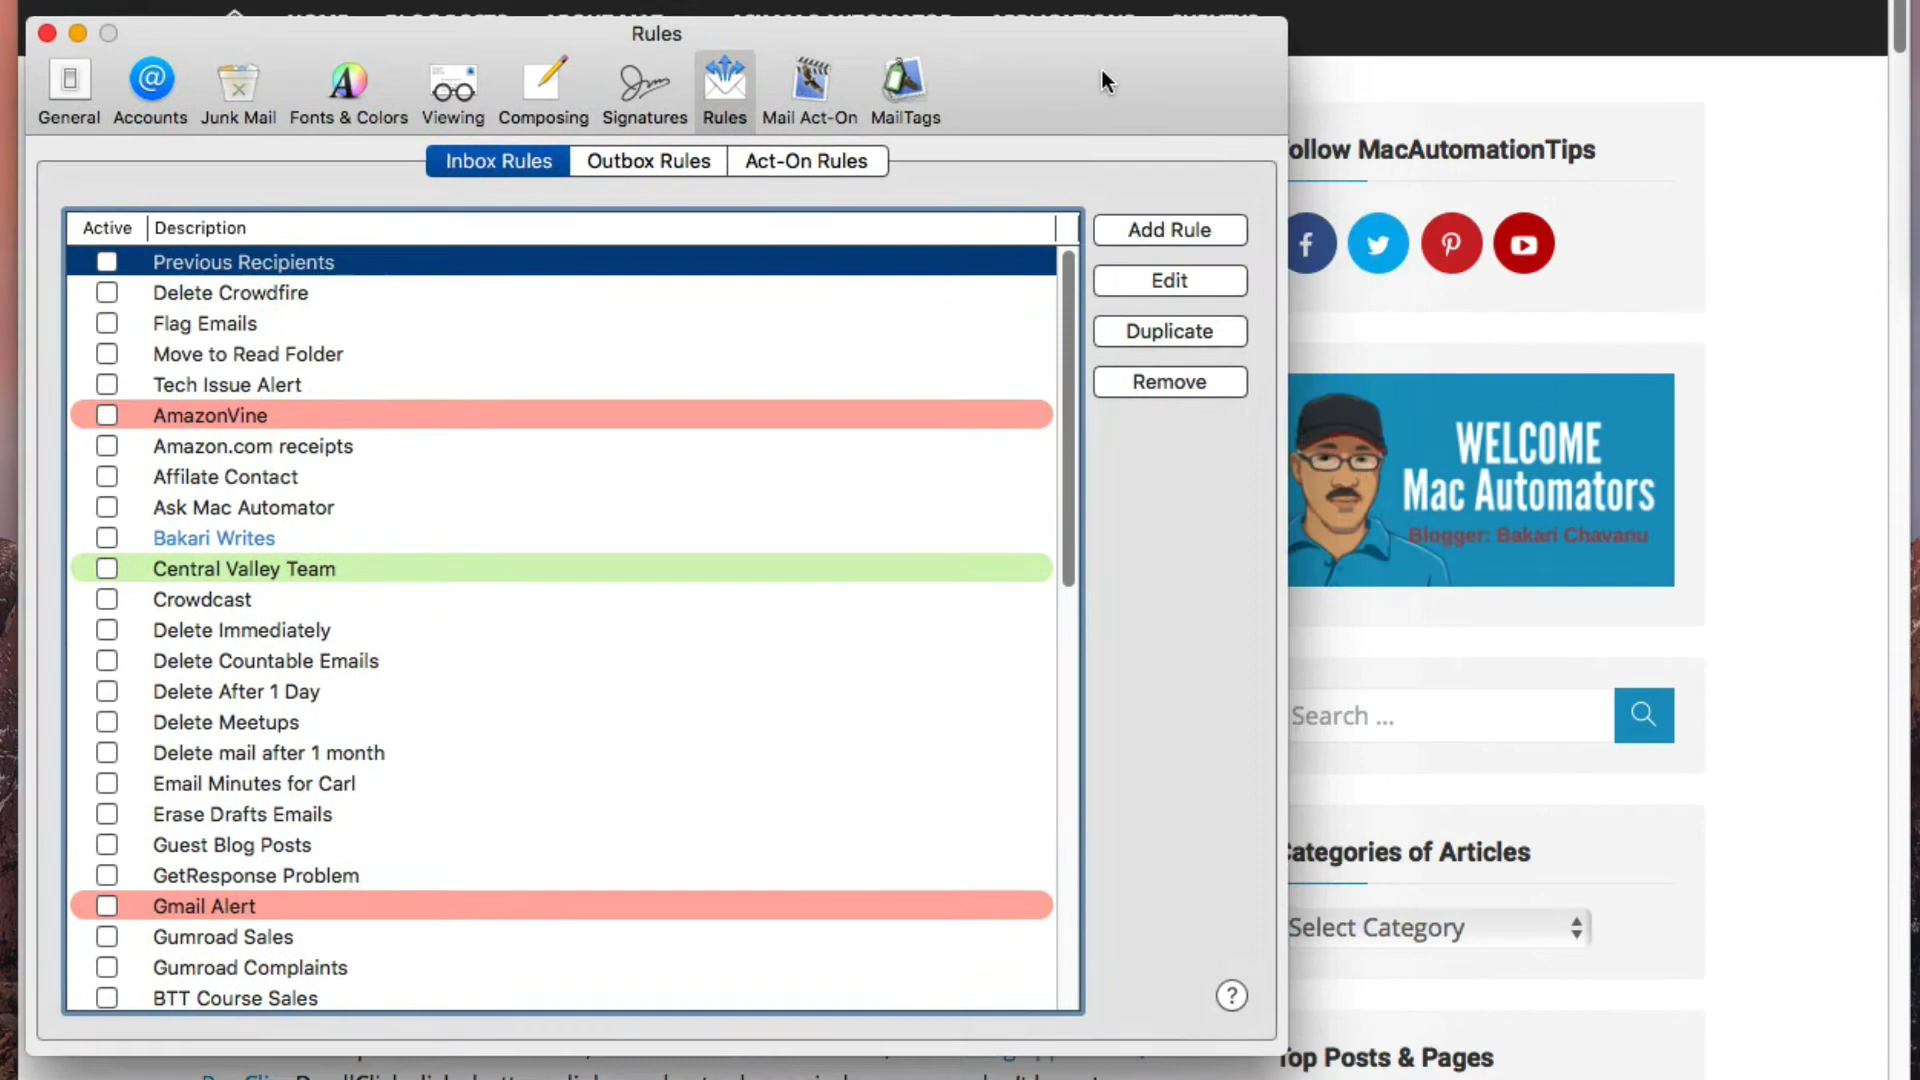 Rules
General Accounts Junk Mail Fonts & Colors Viewing Composing Signatures Rules Mail Act-On MailTags
Inbox Rules Outbox Rules Act-On Rules
Active Description
Previous Recipients
Delete Crowdfire
Flag Emails
Move to Read Folder
Tech Issue Alert
AmazonVine
Amazon.com receipts
Affilate Contact
Ask Mac Automator
Bakari Writes
Central Valley Team
Crowdcast
Delete Immediately
Delete Countable Emails
Delete After 1 Day
Delete Meetups
Delete mail after 1 month
Email Minutes for Carl
Erase Drafts Emails
Guest Blog Posts
GetResponse Problem
Gmail Alert
Gumroad Sales
Gumroad Complaints
BTT Course Sales
Add Rule
Edit
Duplicate
Remove
?
ollow MacAutomationTips
WELCOME
Mac Automators
Blogger: Bakari Chavanu
Search ...
ategories of Articles
Select Category
Top Posts & Pages